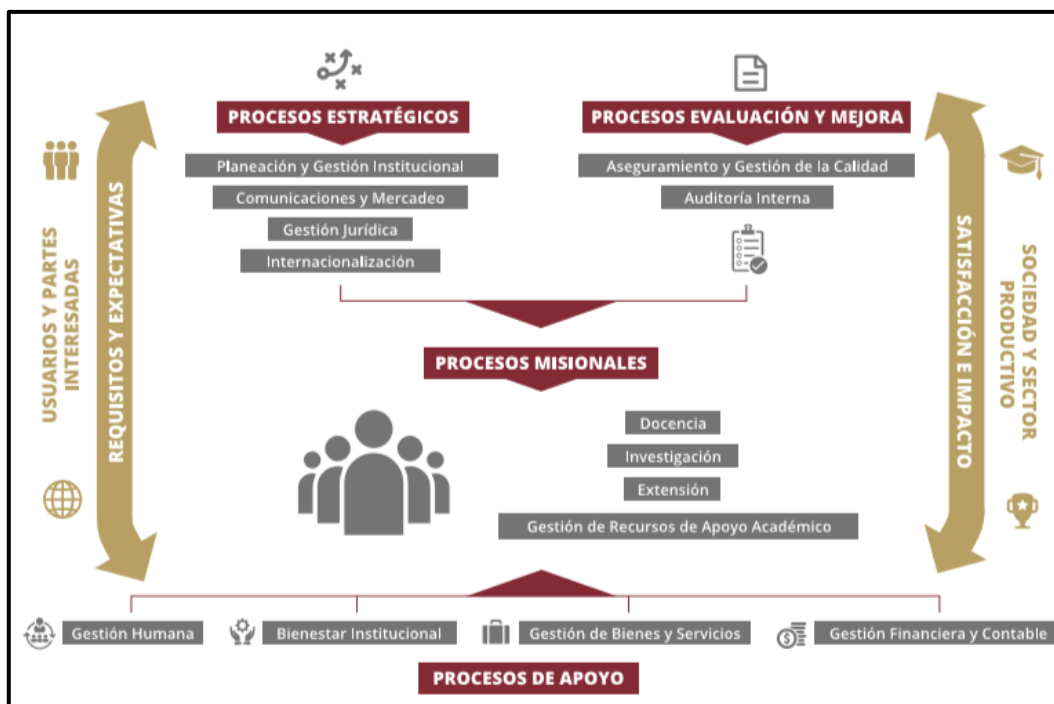 PROCESOS ESTRATÉGICOS
Planeación y Gestión Institucional
Comunicaciones y Mercadeo
Gestión Jurídica
Internacionalización
PROCESOS EVALUACIÓN Y MEJORA
Aseguramiento y Gestión de la Calidad
Auditoría Interna
USUARIOS Y PARTES
INTERESADAS
REQUISITOS Y EXPECTATIVAS
PROCESOS MISIONALES
Docencia
Investigación
Extensión
Gestión de Recursos de Apoyo Académico
SATISFACCIÓN E IMPACTO
SOCIEDAD Y SECTOR
PRODUCTIVO
Gestión Humana
Bienestar Institucional
Gestión de Bienes y Servicios
Gestión Financiera y Contable
PROCESOS DE APOYO